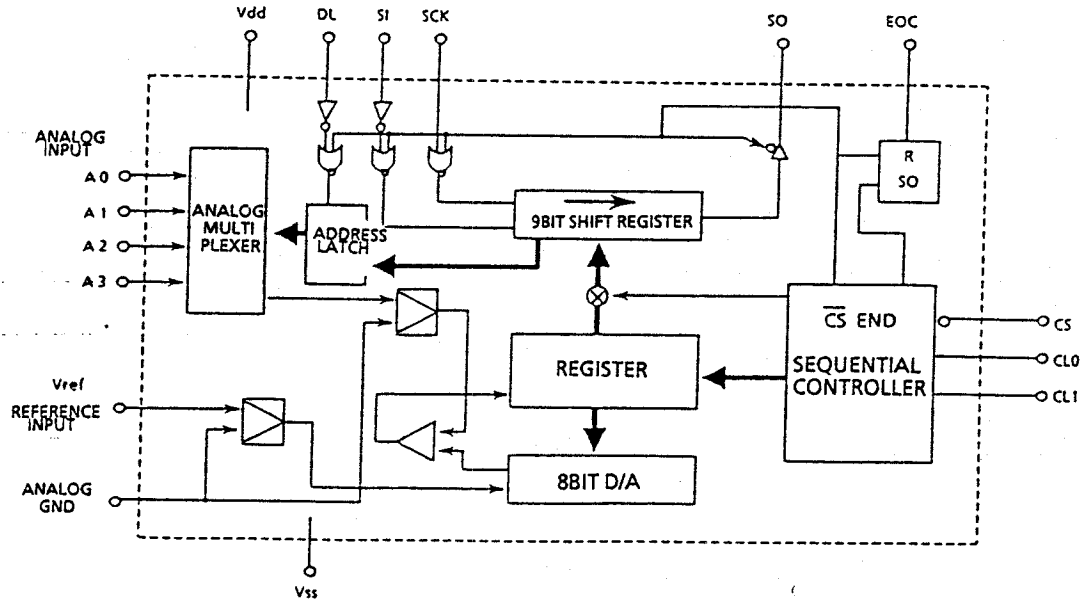 Vdd
DL
SI
SCK
SO
EOC
ANALOG
INPUT
A0
A1
A2
A3
ANALOG
MULTI
PLEXER
ADDRESS
LATCH
9BIT SHIFT REGISTER
R
SO
CS END
SEQUENTIAL
CONTROLLER
CS
CL0
CL1
REGISTER
8BIT D/A
Vref
REFERENCE
INPUT
ANALOG
GND
Vss